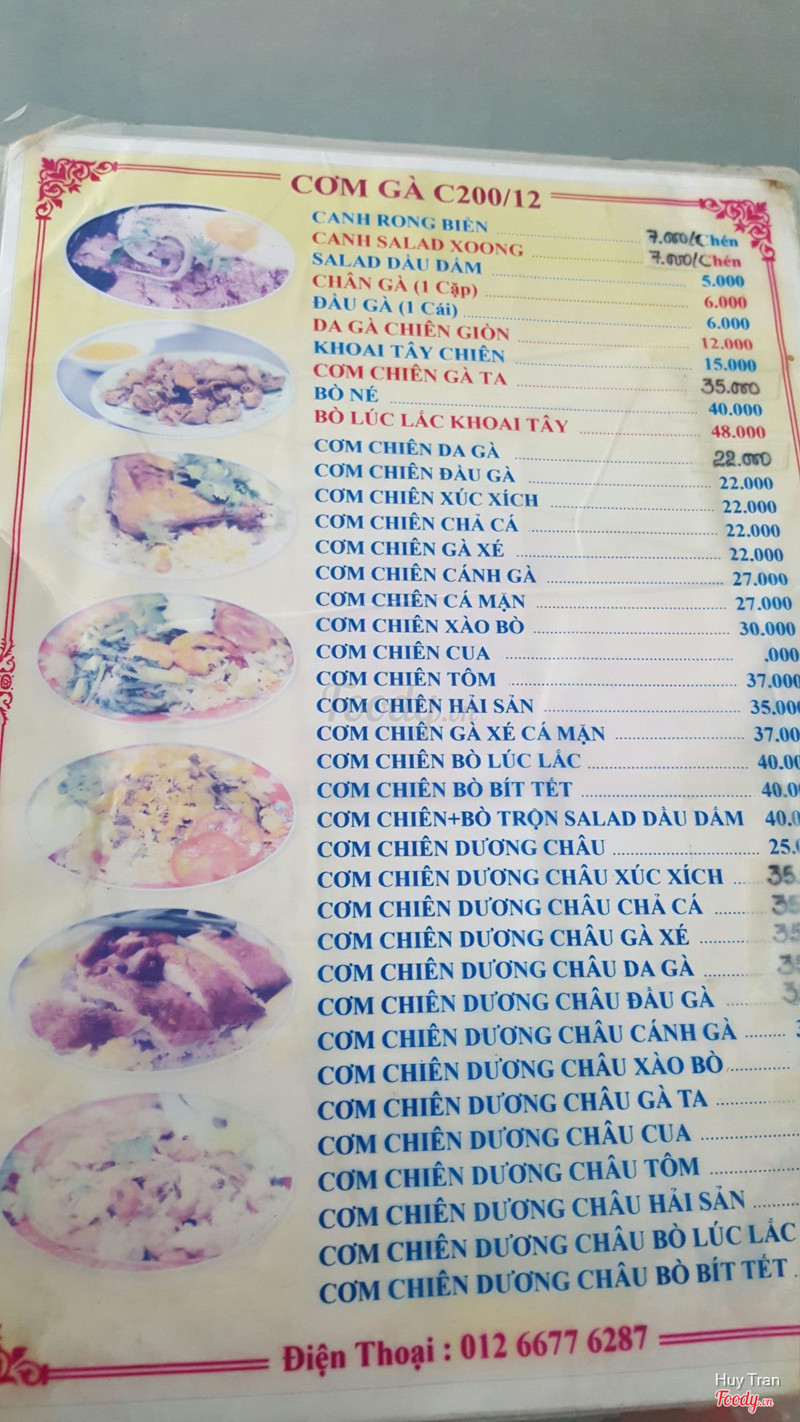 CƠM GÀ C200/12
CANH RONG BIỂN 7.000/Chén
CANH SALAD XOONG 7.000/Chén
SALAD DẦU DẤM 5.000
CHÂN GÀ (1 Cặp) 6.000
ĐẦU GÀ (1 Cái) 6.000
DA GÀ CHIÊN GIÒN 12.000
KHOAI TÂY CHIÊN 15.000
CƠM CHIÊN GÀ TA 35.000
BÒ NÉ 40.000
BÒ LÚC LẮC KHOAI TÂY 48.000
CƠM CHIÊN DA GÀ 22.000
CƠM CHIÊN ĐẦU GÀ 22.000
CƠM CHIÊN XÚC XÍCH 22.000
CƠM CHIÊN CHẢ CÁ 22.000
CƠM CHIÊN GÀ XÉ 22.000
CƠM CHIÊN CÁNH GÀ 27.000
CƠM CHIÊN CÁ MẶN 27.000
CƠM CHIÊN XÀO BÒ 30.000
CƠM CHIÊN CUA .000
CƠM CHIÊN TÔM 37.000
CƠM CHIÊN HẢI SẢN 35.000
CƠM CHIÊN GÀ XÉ CÁ MẶN 37.00
CƠM CHIÊN BÒ LÚC LẮC 40.00
CƠM CHIÊN BÒ BÍT TẾT 40.0
CƠM CHIÊN+BÒ TRỘN SALAD DẦU DẤM 40.0
CƠM CHIÊN DƯƠNG CHÂU 25.
CƠM CHIÊN DƯƠNG CHÂU XÚC XÍCH 35.
CƠM CHIÊN DƯƠNG CHÂU CHẢ CÁ 35
CƠM CHIÊN DƯƠNG CHÂU GÀ XÉ 35
CƠM CHIÊN DƯƠNG CHÂU DA GÀ 35
CƠM CHIÊN DƯƠNG CHÂU ĐẦU GÀ 3
CƠM CHIÊN DƯƠNG CHÂU CÁNH GÀ
CƠM CHIÊN DƯƠNG CHÂU XÀO BÒ
CƠM CHIÊN DƯƠNG CHÂU GÀ TA
CƠM CHIÊN DƯƠNG CHÂU CUA
CƠM CHIÊN DƯƠNG CHÂU TÔM
CƠM CHIÊN DƯƠNG CHÂU HẢI SẢN
CƠM CHIÊN DƯƠNG CHÂU BÒ LÚC LẮC
CƠM CHIÊN DƯƠNG CHÂU BÒ BÍT TẾT
Điện Thoại : 012 6677 6287
Foody.vn
Huy Tran
Foody.vn